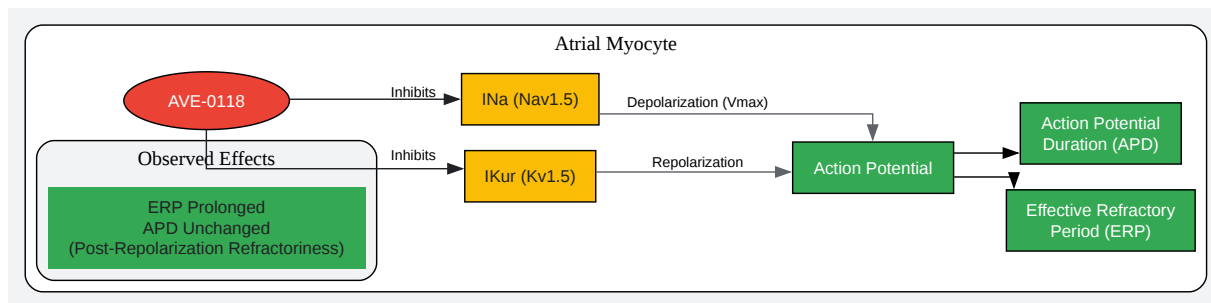 Atrial Myocyte
AVE-0118
Inhibits
INa (Nav1.5)
Depolarization (Vmax)
Action Potential
Duration (APD)
Observed Effects
Inhibits
IKur (Kv1.5)
Repolarization
Action Potential
ERP Prolonged
APD Unchanged
(Post-Repolarization Refractoriness)
Effective Refractory
Period (ERP)